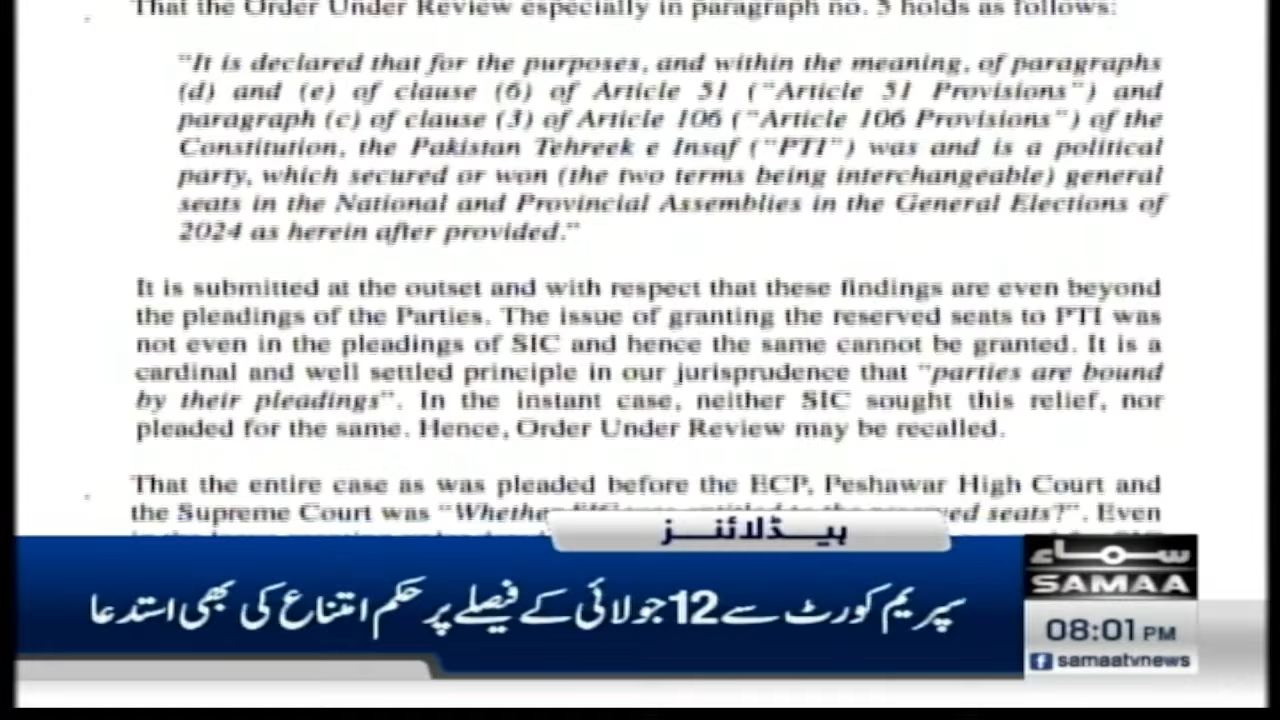 That the Order Under Review especially in paragraph no. 5 holds as follows:
"It is declared that for the purposes, and within the meaning, of paragraphs
(d) and (e) of clause (6) of Article 51 ("Article 51 Provisions") and
paragraph (c) of clause (3) of Article 106 ("Article 106 Provisions") of the
Constitution, the Pakistan Tehreek e Insaf ("PTI") was and is a political
party, which secured or won (the two terms being interchangeable) general
seats in the National and Provincial Assemblies in the General Elections of
2024 as herein after provided."
It is submitted at the outset and with respect that these findings are even beyond
the pleadings of the Parties. The issue of granting the reserved seats to PTI was
not even in the pleadings of SIC and hence the same cannot be granted. It is a
cardinal and well settled principle in our jurisprudence that "parties are bound
by their pleadings". In the instant case, neither SIC sought this relief, nor
pleaded for the same. Hence, Order Under Review may be recalled.
That the entire case as was pleaded before the ECP, Peshawar High Court and
the Supreme Court was "Whether seats?". Even
ہیڈلائنز
سپریم کورٹ سے 12 جولائی کے فیصلے پر حکم امتناع کی بھی استدعا
سماء
SAMAA
08:01 PM
samaatvnews